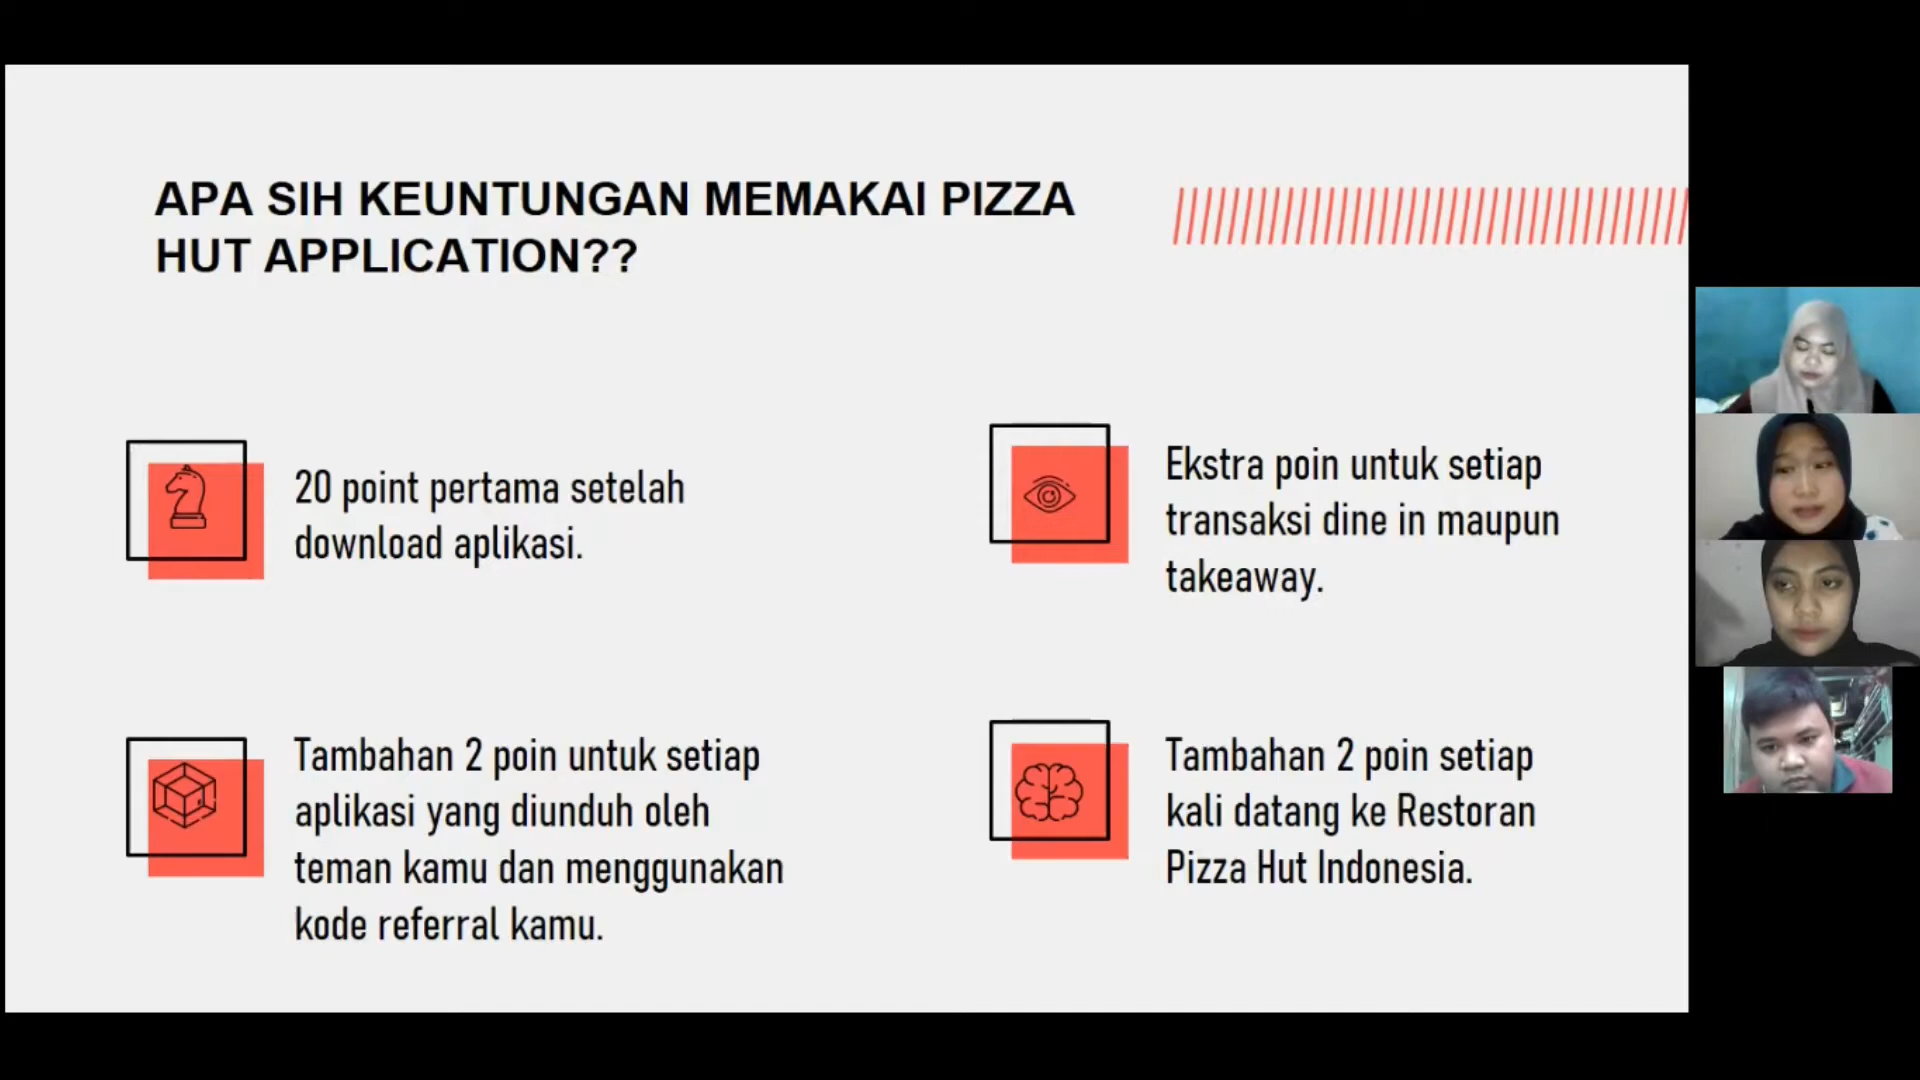 APA SIH KEUNTUNGAN MEMAKAI PIZZA
HUT APPLICATION??
20 point pertama setelah
download aplikasi.
Ekstra poin untuk setiap
transaksi dine in maupun
takeaway.
Tambahan 2 poin untuk setiap
aplikasi yang diunduh oleh
teman kamu dan menggunakan
kode referral kamu.
Tambahan 2 poin setiap
kali datang ke Restoran
Pizza Hut Indonesia.